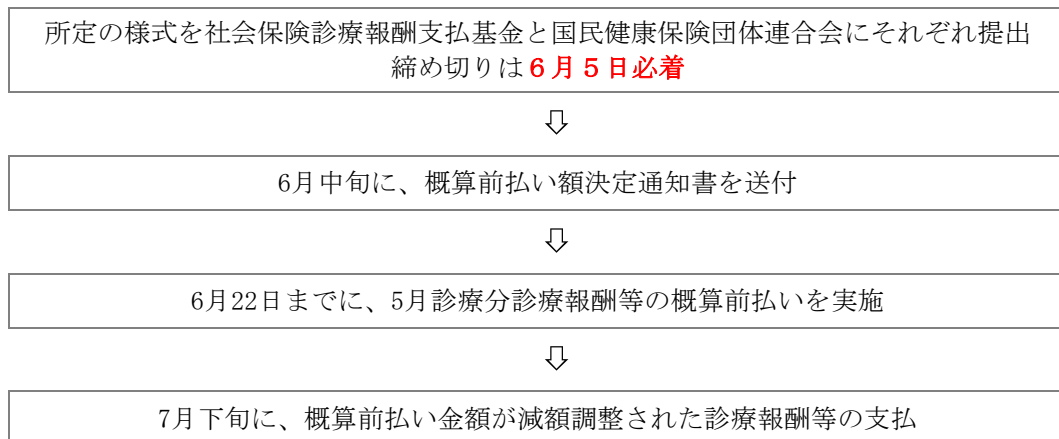 所定の様式を社会保険診療報酬支払基金と国民健康保険団体連合会にそれぞれ提出
締め切りは６月５日必着
⇩
6月中旬に、概算前払い額決定通知書を送付
⇩
6月22日までに、5月診療分診療報酬等の概算前払いを実施
⇩
7月下旬に、概算前払い金額が減額調整された診療報酬等の支払